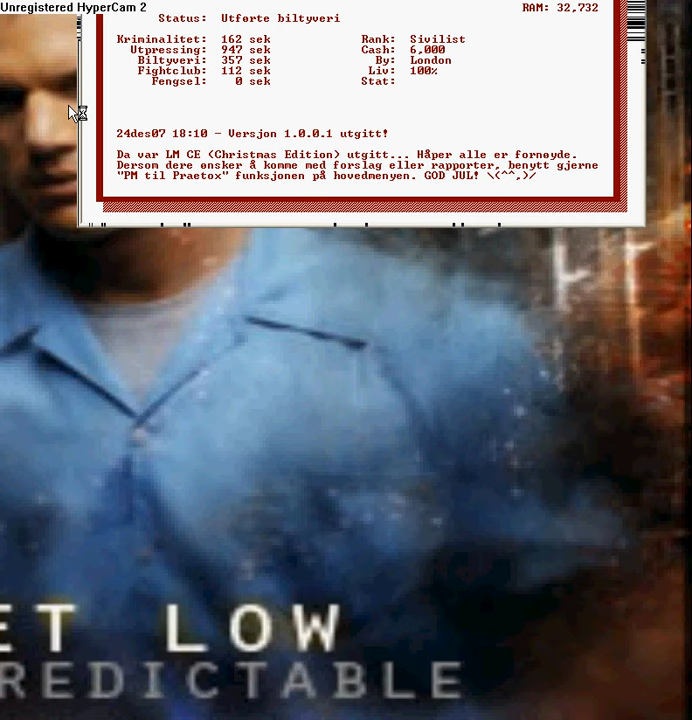 Unregistered HyperCam 2
RAM: 32,732
Status: Utførte biltyveri
Kriminalitet: 162 sek Rank: Sivilist
Utpressing: 947 sek Cash: 6,000
Biltyveri: 357 sek By: London
Fightclub: 112 sek Liv: 100%
Fengsel: 0 sek Stat:
24des07 18:10 - Versjon 1.0.0.1 utgitt!
Da var LM CE (Christmas Edition) utgitt... Håper alle er fornøyde.
Dersom dere ønsker å komme med forslag eller rapporter, benytt gjerne
"PM til Praetox" funksjonen på hovedmenyen. GOD JUL! \(^^,)/
ET LOW
REDICTABLE